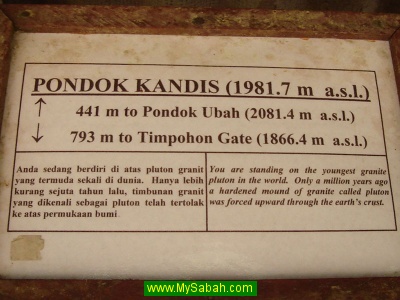 PONDOK KANDIS (1981.7 m a.s.l.)
↑ 441 m to Pondok Ubah (2081.4 m a.s.l.)
↓ 793 m to Timpohon Gate (1866.4 m a.s.l.)
Anda sedang berdiri di atas pluton granit
yang termuda sekali di dunia. Hanya lebih
kurang sejuta tahun lalu, timbunan granit
yang dikenali sebagai pluton telah tertolak
ke atas permukaan bumi
You are standing on the youngest granite
pluton in the world. Only a million years ago
a hardened mound of granite called pluton
was forced upward through the earth's crust.
www.MySabah.com